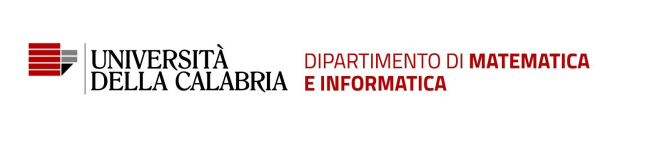 UNIVERSITÀ
DELLA CALABRIA
DIPARTIMENTO DI MATEMATICA
E INFORMATICA